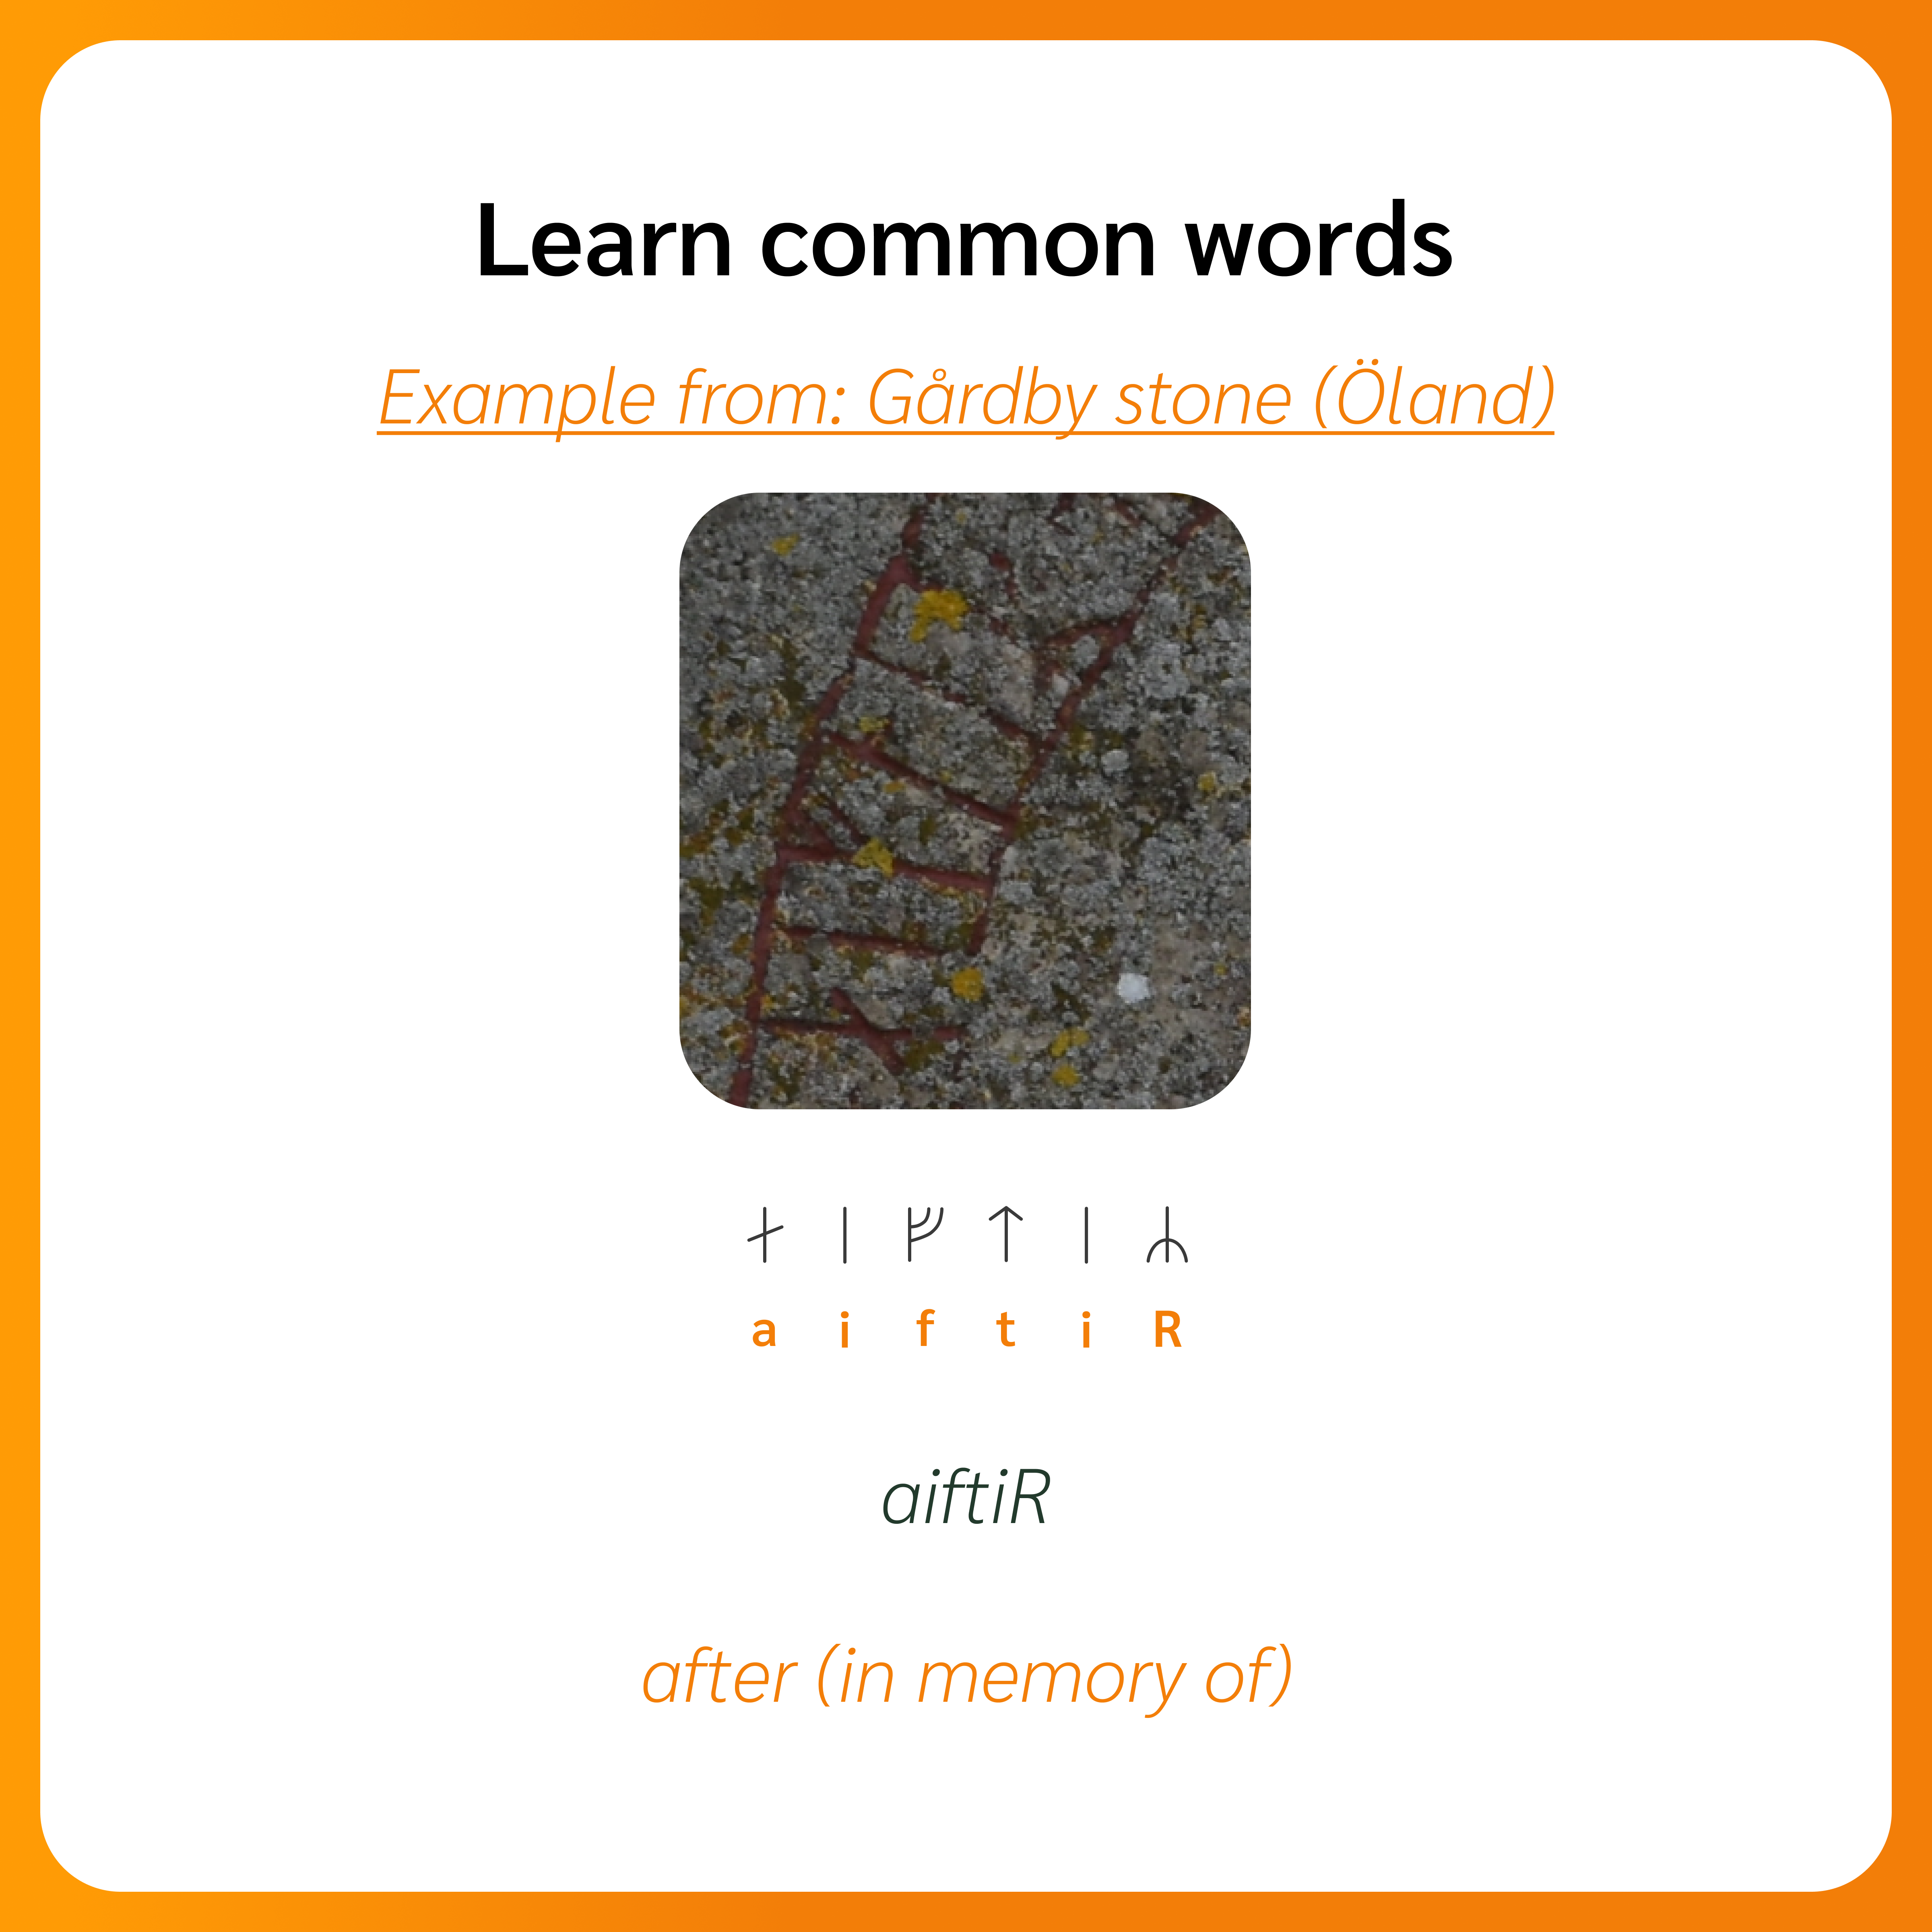 Learn common words
Example from: Gårdby stone (Öland)
ᛅ ᛁ ᚠ ᛏ ᛁ ᛦ
a i f t i R
aiftiR
after (in memory of)